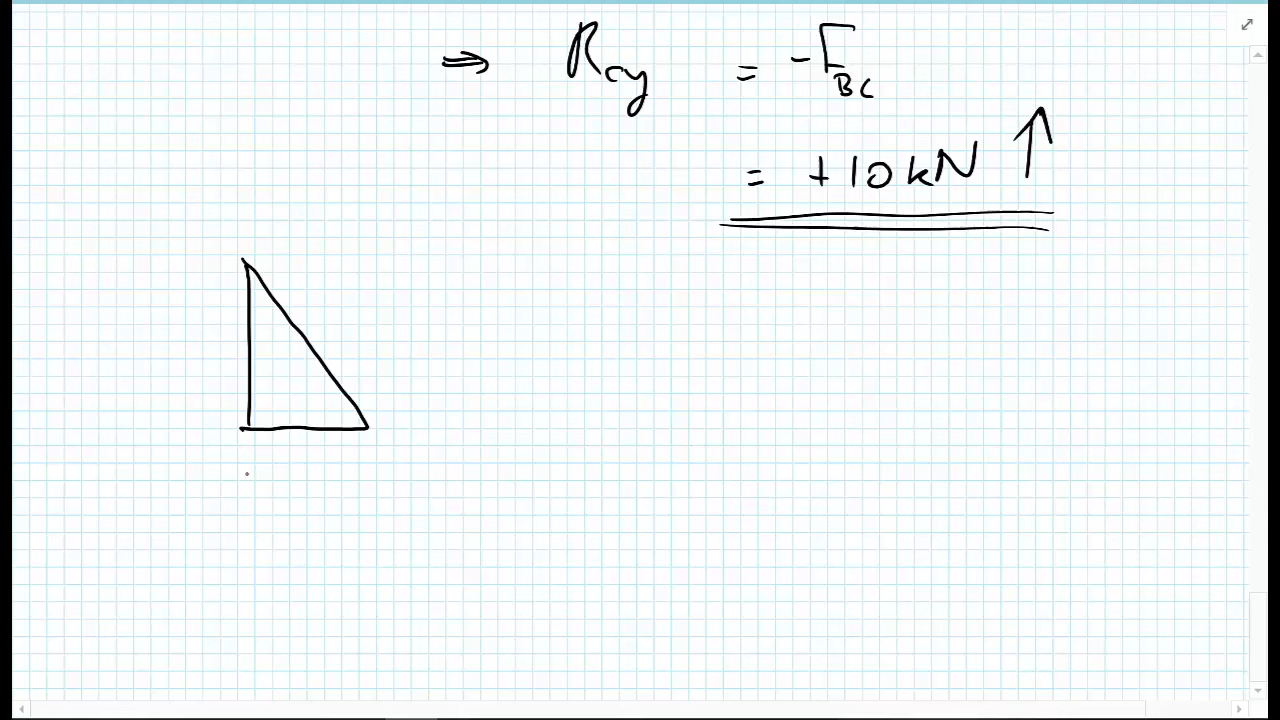 ⇒ R_cy = -F_BC
= +10kN ↑